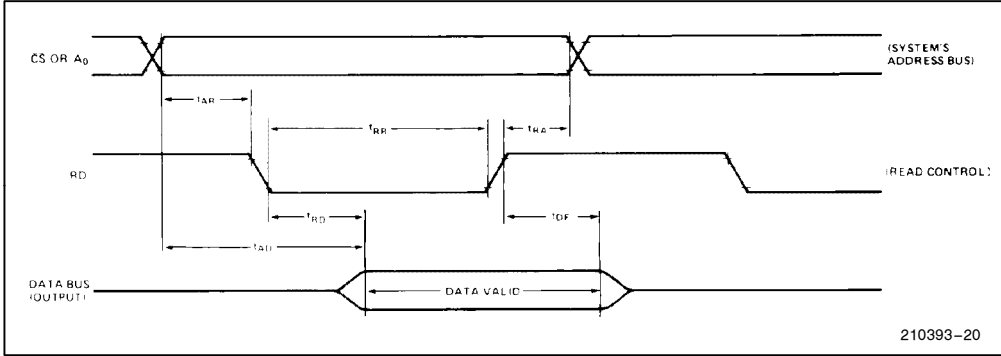 CS OR A0
(SYSTEM'S
ADDRESS BUS)
tAR
tRR
tRA
RD
(READ CONTROL)
tRD
tDF
tAD
DATA BUS
(OUTPUT)
DATA VALID
210393-20